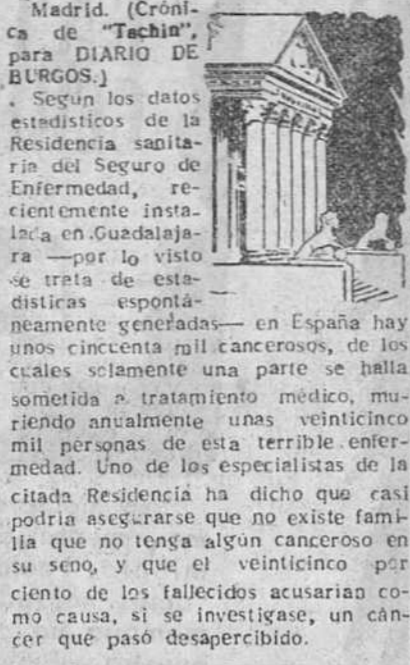 Madrid. (Cróni-
ca de "Tachin",
para DIARIO DE
BURGOS.)
. Según los datos
estadísticos de la
Residencia sanita-
ria del Seguro de
Enfermedad, re-
cientemente insta-
lada en Guadalaja-
ra —por lo visto
se trata de esta-
dísticas espontá-
neamente generadas— en España hay
unos cincuenta mil cancerosos, de los
cuales solamente una parte se halla
sometida a tratamiento médico, mu-
riendo anualmente unas veinticinco
mil personas de esta terrible enfer-
medad. Uno de los especialistas de la
citada Residencia ha dicho que casi
podría asegurarse que no existe fami-
lia que no tenga algún canceroso en
su seno, y que el veinticinco por
ciento de los fallecidos acusarían co-
mo causa, si se investigase, un cán-
cer que pasó desapercibido.